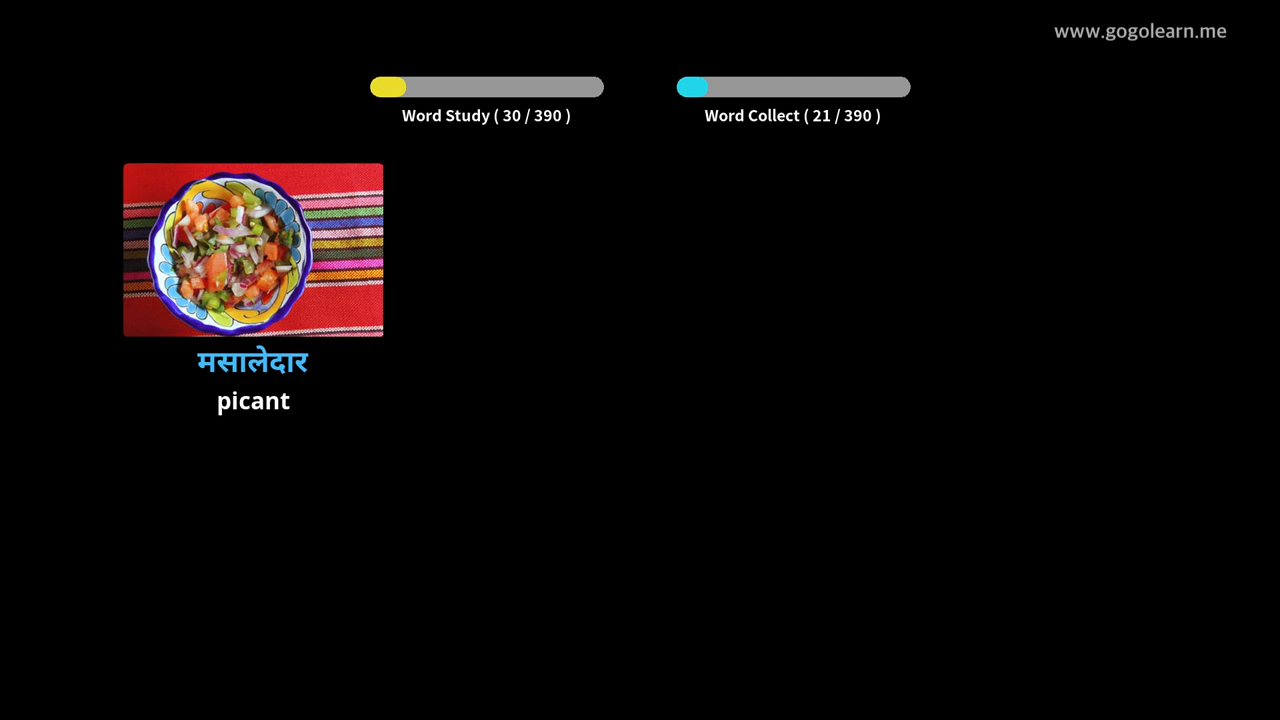 www.gogolearn.me
Word Study ( 30 / 390 )
Word Collect ( 21 / 390 )
मसालेदार
picant